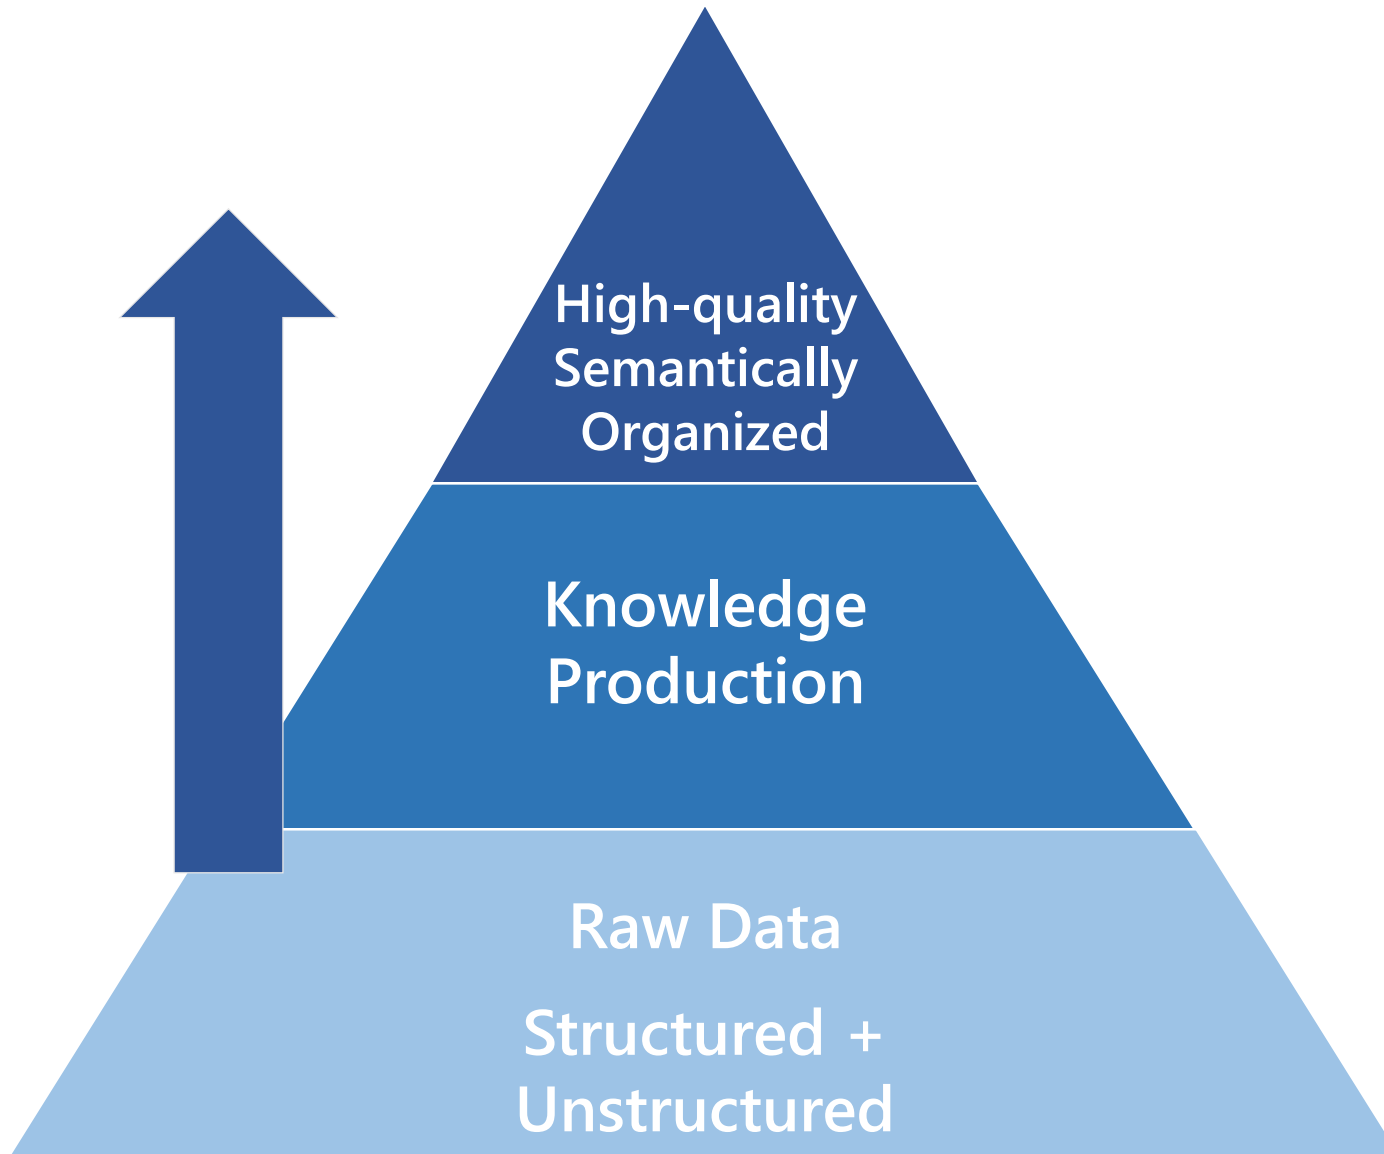 High-quality
Semantically
Organized
Knowledge
Production
Raw Data
Structured +
Unstructured